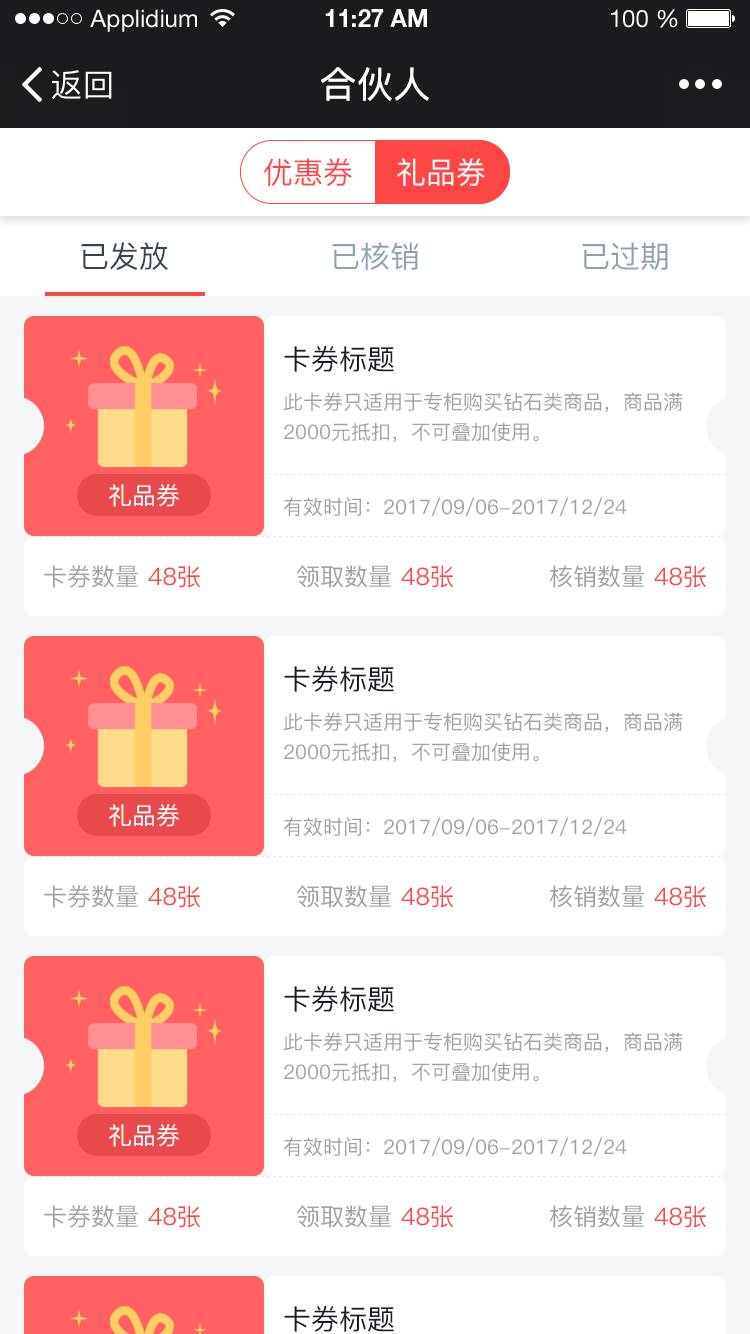 Applidium 11:27 AM 100 %
返回 合伙人
优惠券 礼品券
已发放 已核销 已过期
卡券标题
此卡券只适用于专柜购买钻石类商品，商品满
2000元抵扣，不可叠加使用。
礼品券
有效时间：2017/09/06-2017/12/24
卡券数量 48张 领取数量 48张 核销数量 48张
卡券标题
此卡券只适用于专柜购买钻石类商品，商品满
2000元抵扣，不可叠加使用。
礼品券
有效时间：2017/09/06-2017/12/24
卡券数量 48张 领取数量 48张 核销数量 48张
卡券标题
此卡券只适用于专柜购买钻石类商品，商品满
2000元抵扣，不可叠加使用。
礼品券
有效时间：2017/09/06-2017/12/24
卡券数量 48张 领取数量 48张 核销数量 48张
卡券标题